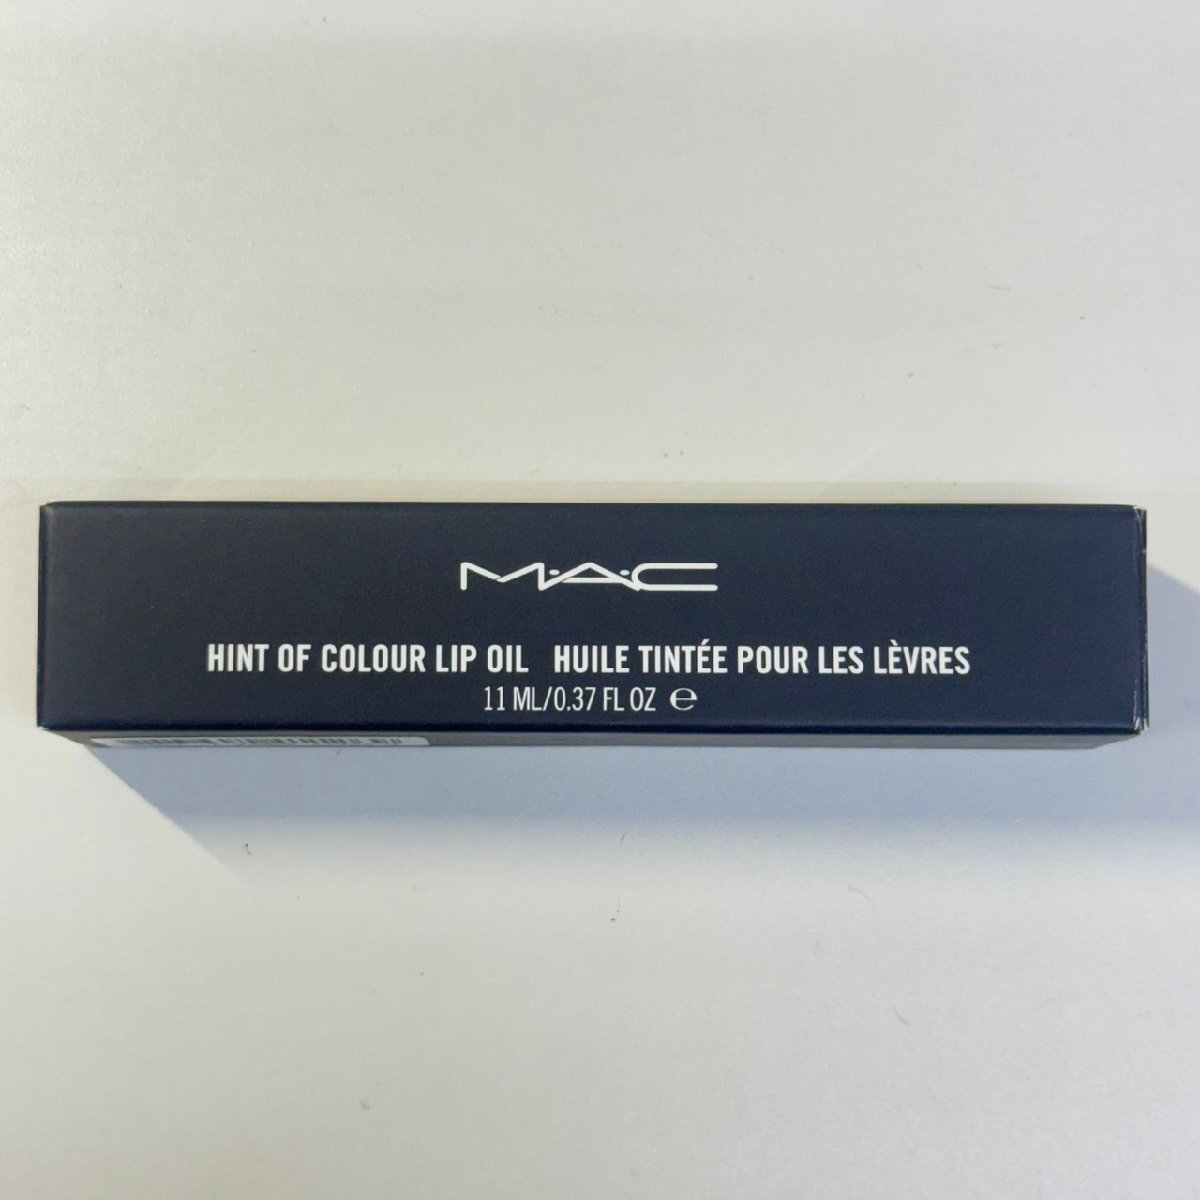 M·A·C
HINT OF COLOUR LIP OIL HUILE TINTÉE POUR LES LÈVRES
11 ML/0.37 FL OZ ℮